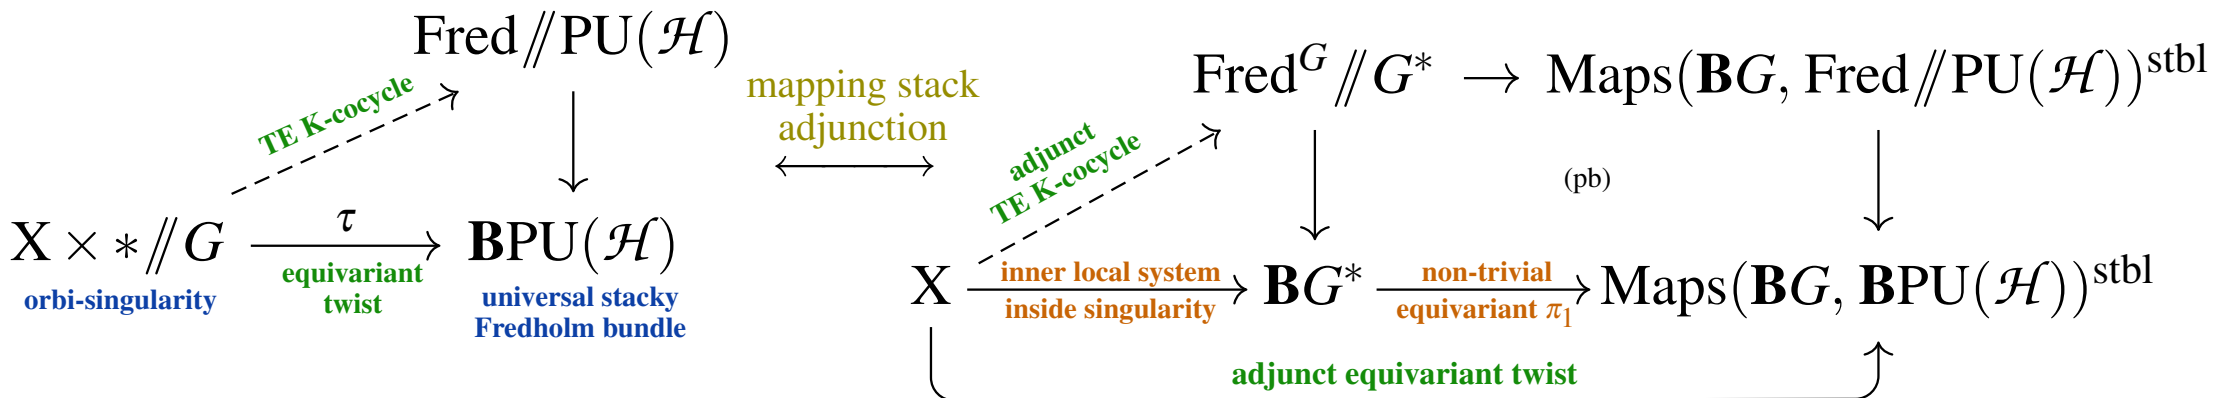 Fred⫽PU(ℋ)
TE K-cocycle
X × ∗⫽G
τ
BPU(ℋ)
orbi-singularity
equivariant
twist
universal stacky
Fredholm bundle
mapping stack
adjunction
Fred^G⫽G* → Maps(BG, Fred⫽PU(ℋ))^stbl
adjunct
TE K-cocycle
(pb)
X
inner local system
inside singularity
BG*
non-trivial
equivariant π₁
Maps(BG, BPU(ℋ))^stbl
adjunct equivariant twist